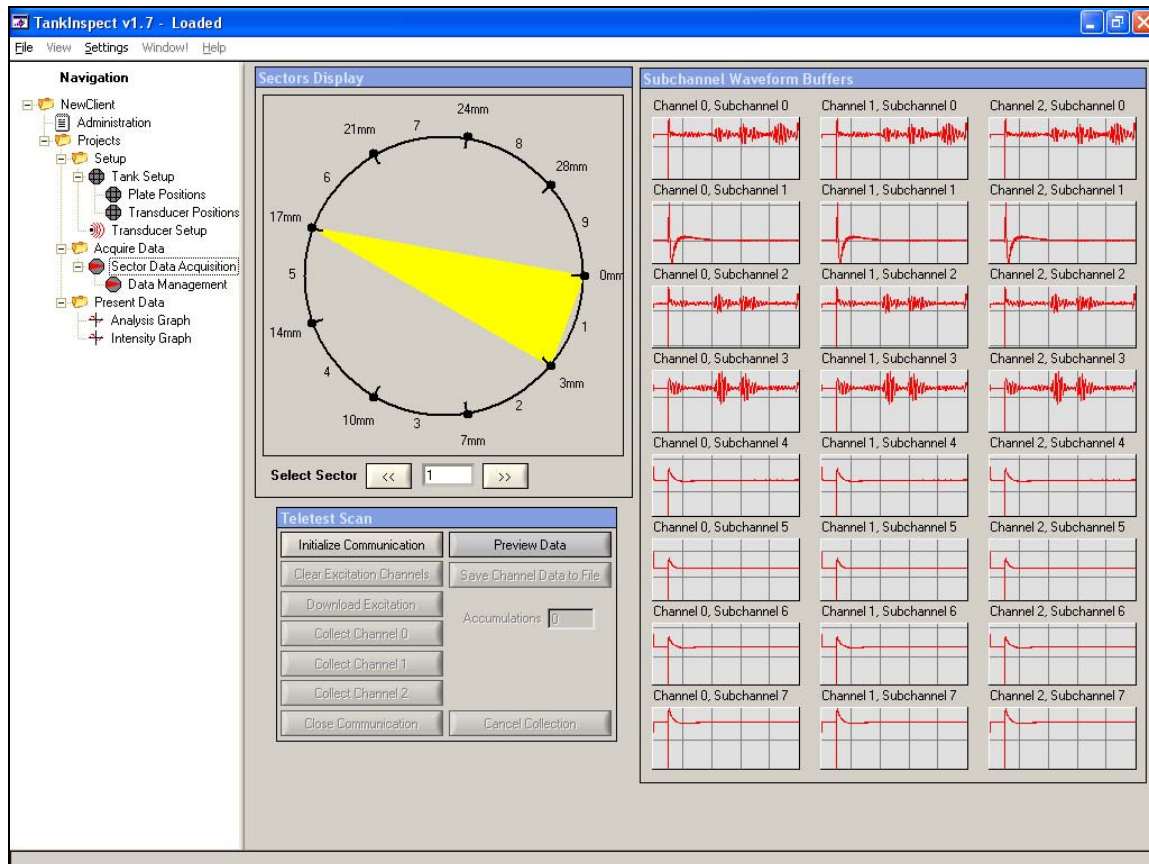 TankInspect v1.7 - Loaded
File View Settings Window! Help
Navigation
NewClient
Administration
Projects
Setup
Tank Setup
Plate Positions
Transducer Positions
Transducer Setup
Acquire Data
Sector Data Acquisition
Data Management
Present Data
Analysis Graph
Intensity Graph
Sectors Display
24mm
21mm
7
8
28mm
6
17mm
9
5
0mm
14mm
1
4
3mm
10mm
3
2
7mm
Select Sector << 1 >>
Teletest Scan
Initialize Communication Preview Data
Clear Excitation Channels Save Channel Data to File
Download Excitation
Accumulations 0
Collect Channel 0
Collect Channel 1
Collect Channel 2
Close Communication Cancel Collection
Subchannel Waveform Buffers
Channel 0, Subchannel 0 Channel 1, Subchannel 0 Channel 2, Subchannel 0
Channel 0, Subchannel 1 Channel 1, Subchannel 1 Channel 2, Subchannel 1
Channel 0, Subchannel 2 Channel 1, Subchannel 2 Channel 2, Subchannel 2
Channel 0, Subchannel 3 Channel 1, Subchannel 3 Channel 2, Subchannel 3
Channel 0, Subchannel 4 Channel 1, Subchannel 4 Channel 2, Subchannel 4
Channel 0, Subchannel 5 Channel 1, Subchannel 5 Channel 2, Subchannel 5
Channel 0, Subchannel 6 Channel 1, Subchannel 6 Channel 2, Subchannel 6
Channel 0, Subchannel 7 Channel 1, Subchannel 7 Channel 2, Subchannel 7